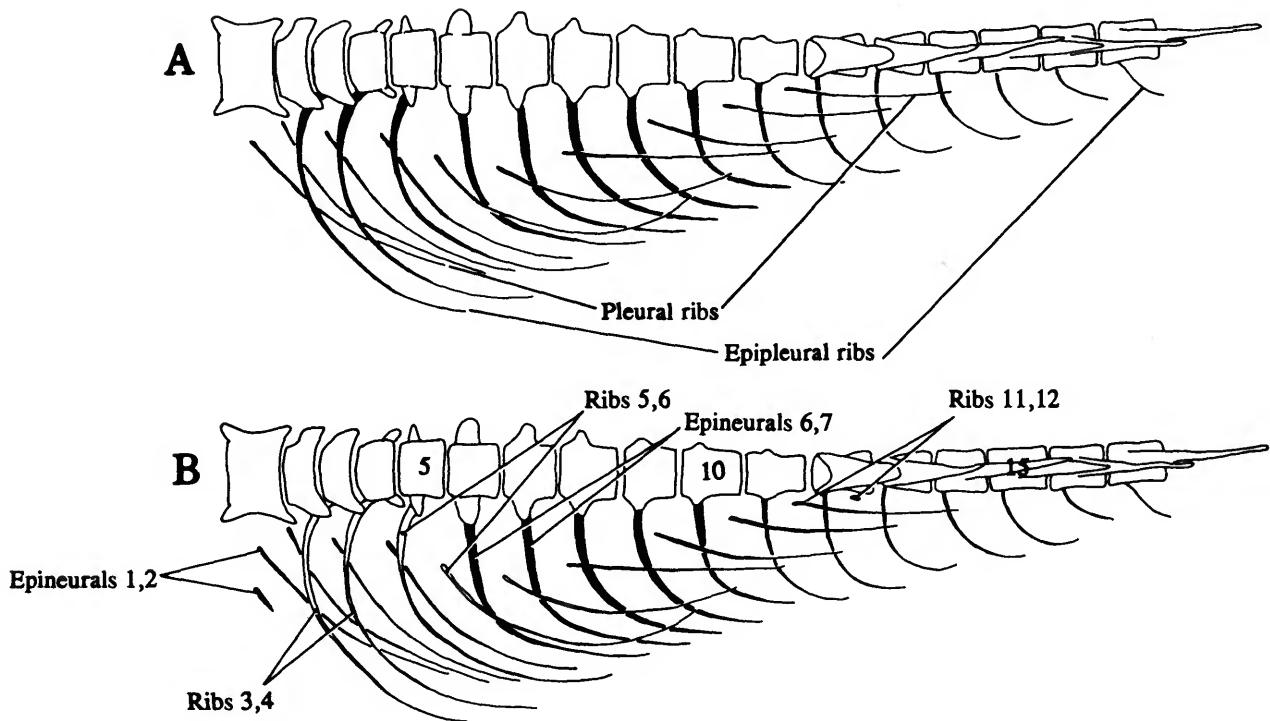 A
Pleural ribs
Epipleural ribs
Ribs 5,6
Epineurals 6,7
Ribs 11,12
B
5
10
15
Epineurals 1,2
Ribs 3,4